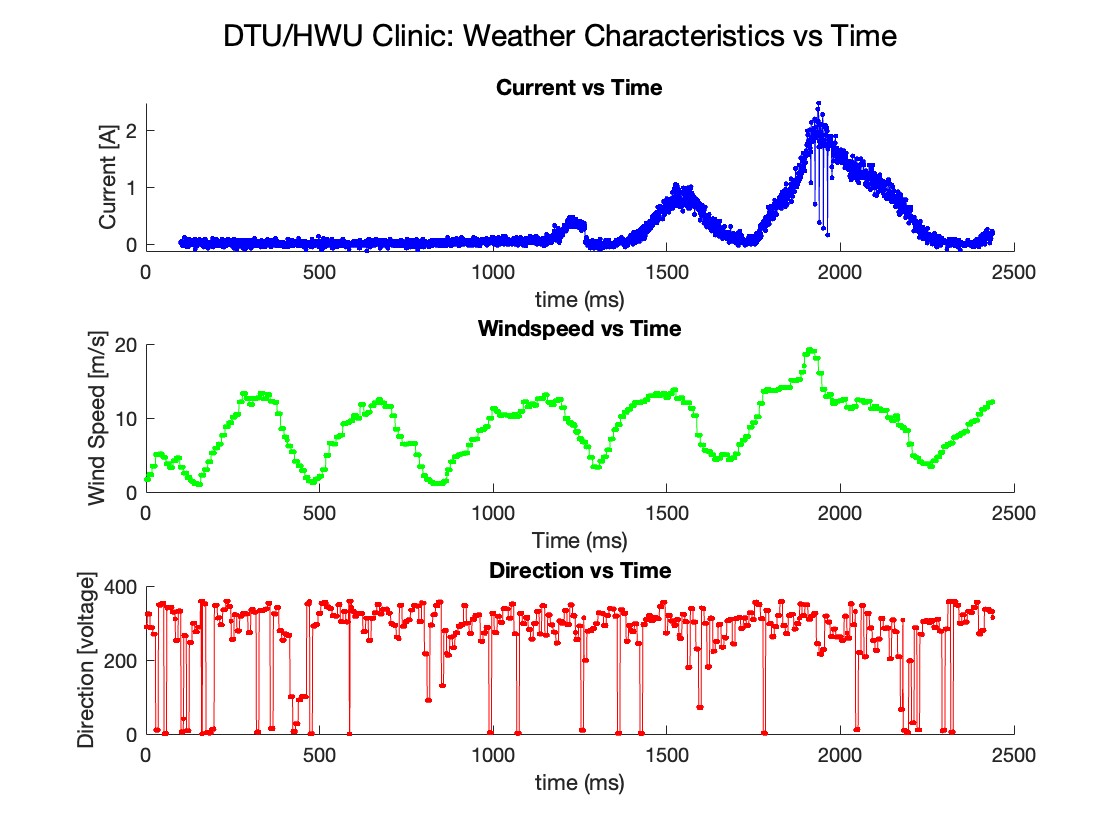 DTU/HWU Clinic: Weather Characteristics vs Time
Current vs Time
Current [A]
2
1
0
0 500 1000 1500 2000 2500
time (ms)
Windspeed vs Time
Wind Speed [m/s]
20
10
0
0 500 1000 1500 2000 2500
Time (ms)
Direction vs Time
Direction [voltage]
400
200
0
0 500 1000 1500 2000 2500
time (ms)